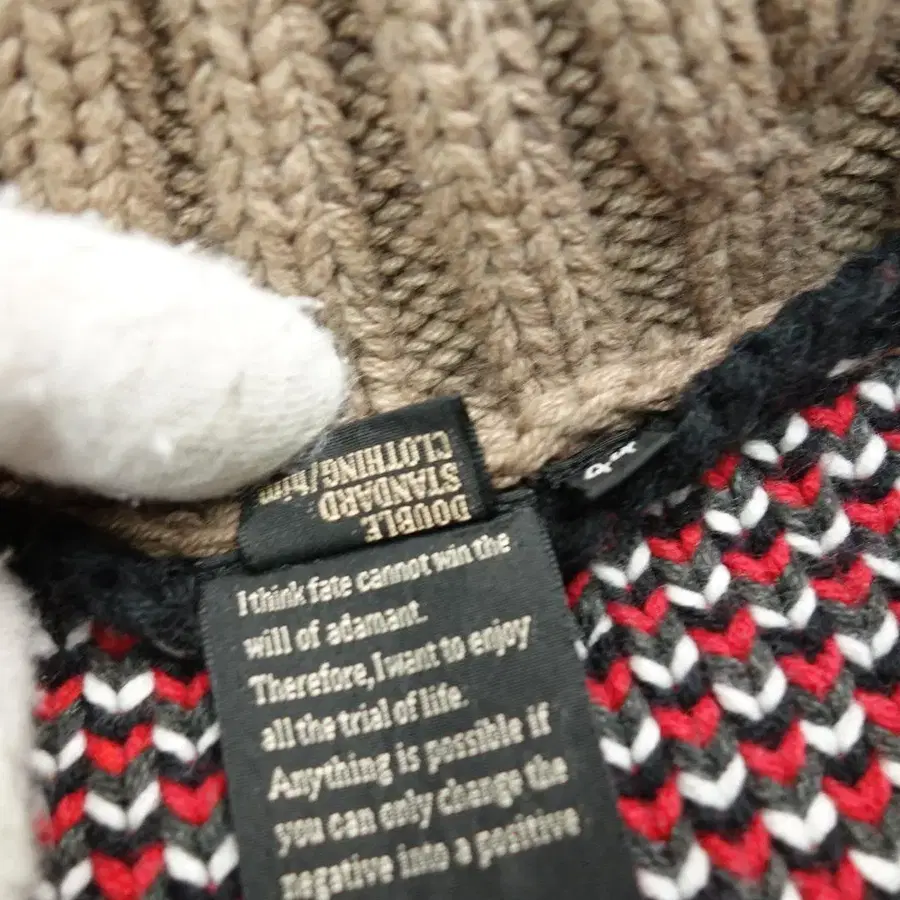 DOUBLE
STANDARD
CLOTHING/him
I think fate cannot win the
will of adamant.
Therefore,I want to enjoy
all the trial of life.
Anything is possible if
you can only change the
negative into a positive